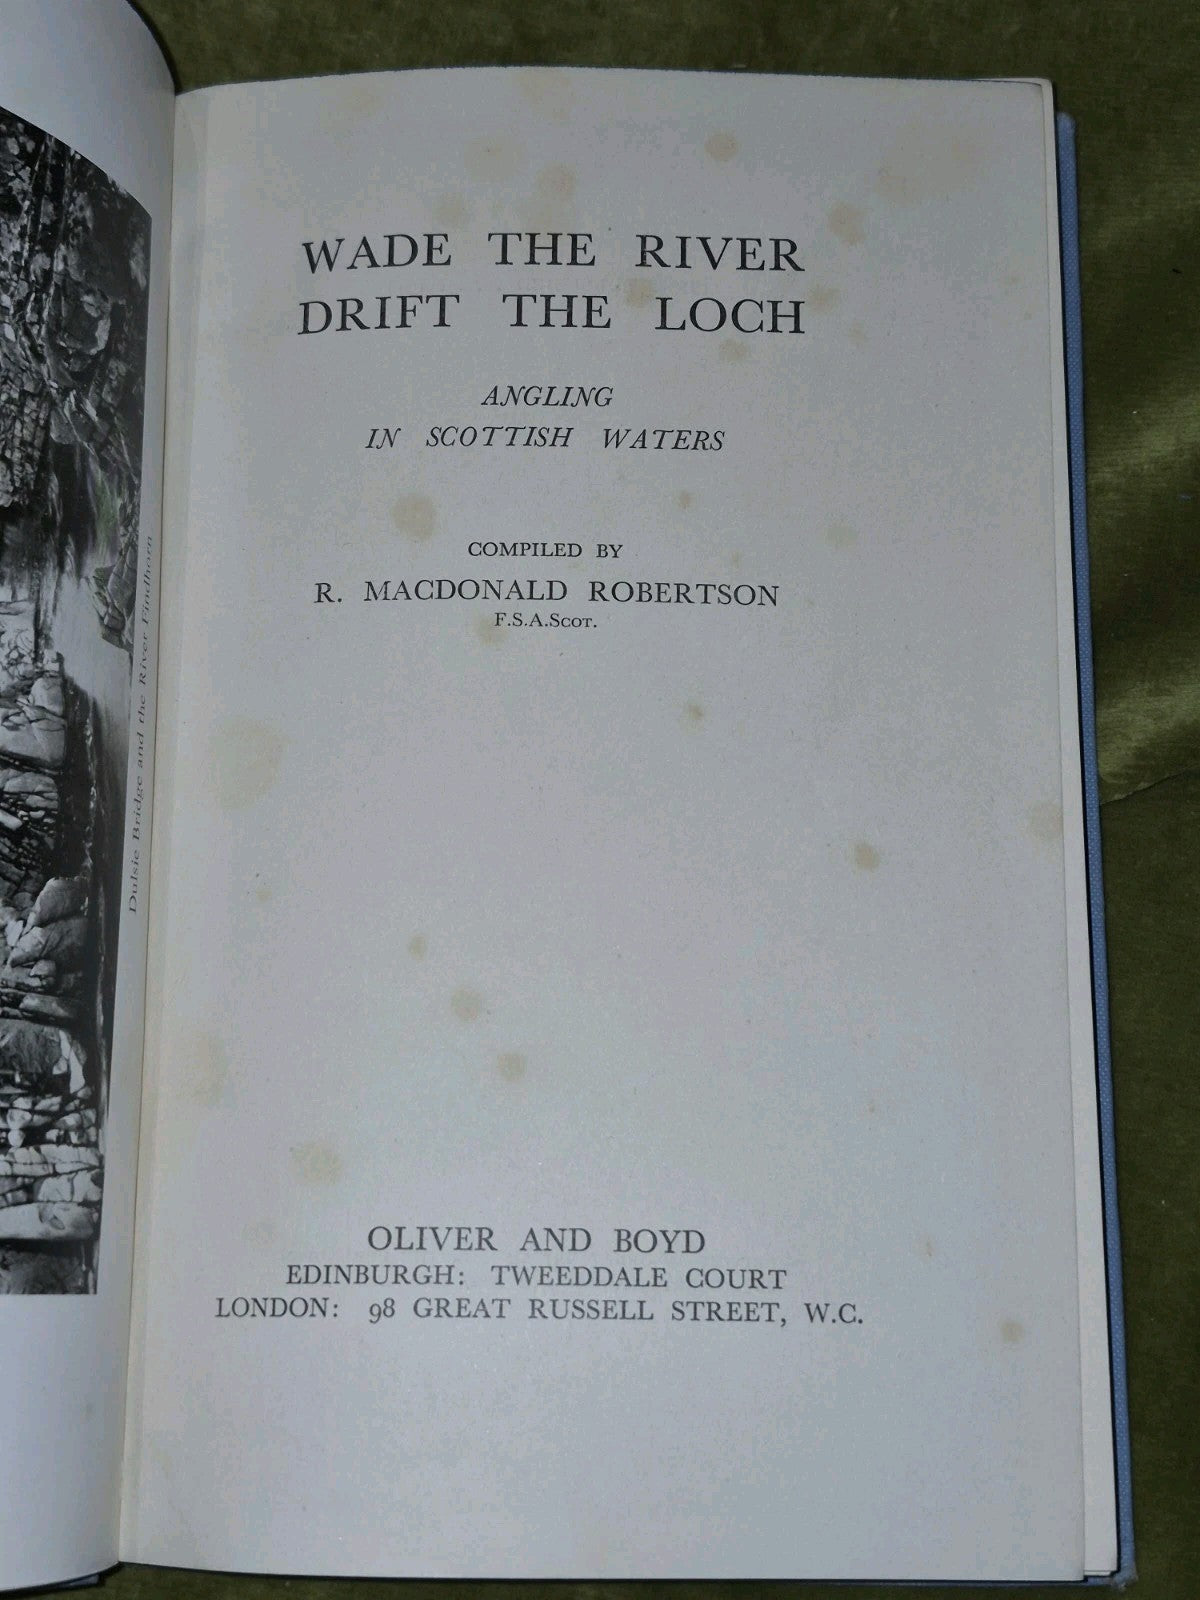 Dulsie Bridge and the River Findhorn
WADE THE RIVER
DRIFT THE LOCH
ANGLING
IN SCOTTISH WATERS
COMPILED BY
R. MACDONALD ROBERTSON
F.S.A.Scot.
OLIVER AND BOYD
EDINBURGH: TWEEDDALE COURT
LONDON: 98 GREAT RUSSELL STREET, W.C.